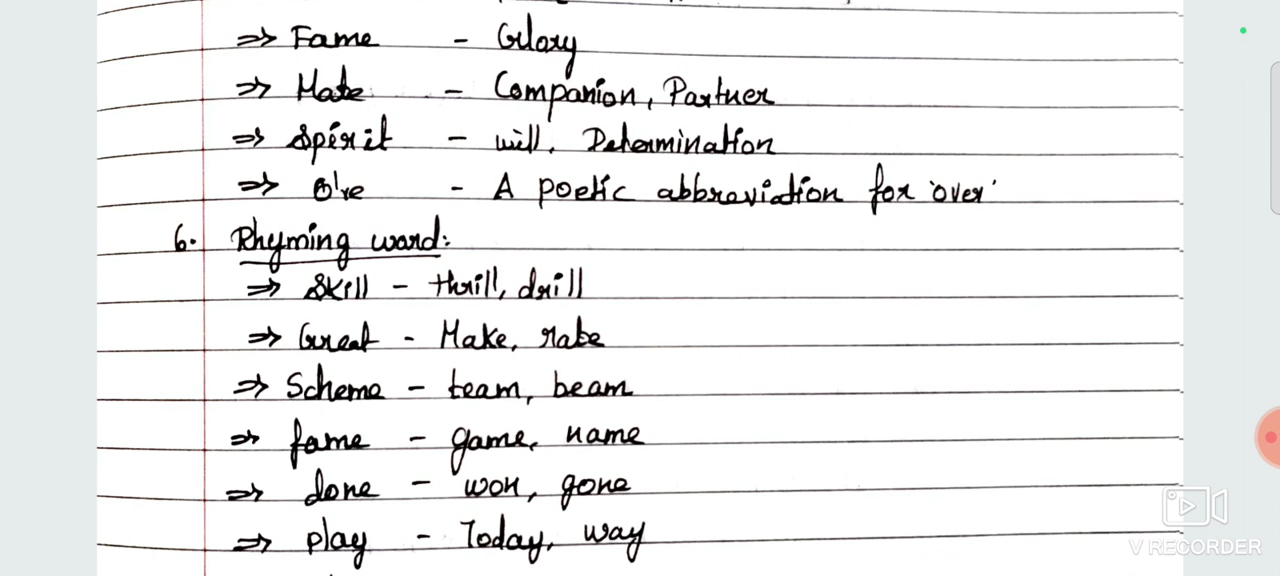 ⇒ Fame - Glory
⇒ Mate - Companion, Partner
⇒ Spirit - will, Determination
⇒ O're - A poetic abbreviation for 'over'
6. Rhyming word:
⇒ Skill - thrill, drill
⇒ Great - Make, rate
⇒ Scheme - team, beam
⇒ fame - game, name
⇒ done - won, gone
⇒ play - Today, way
V RECORDER